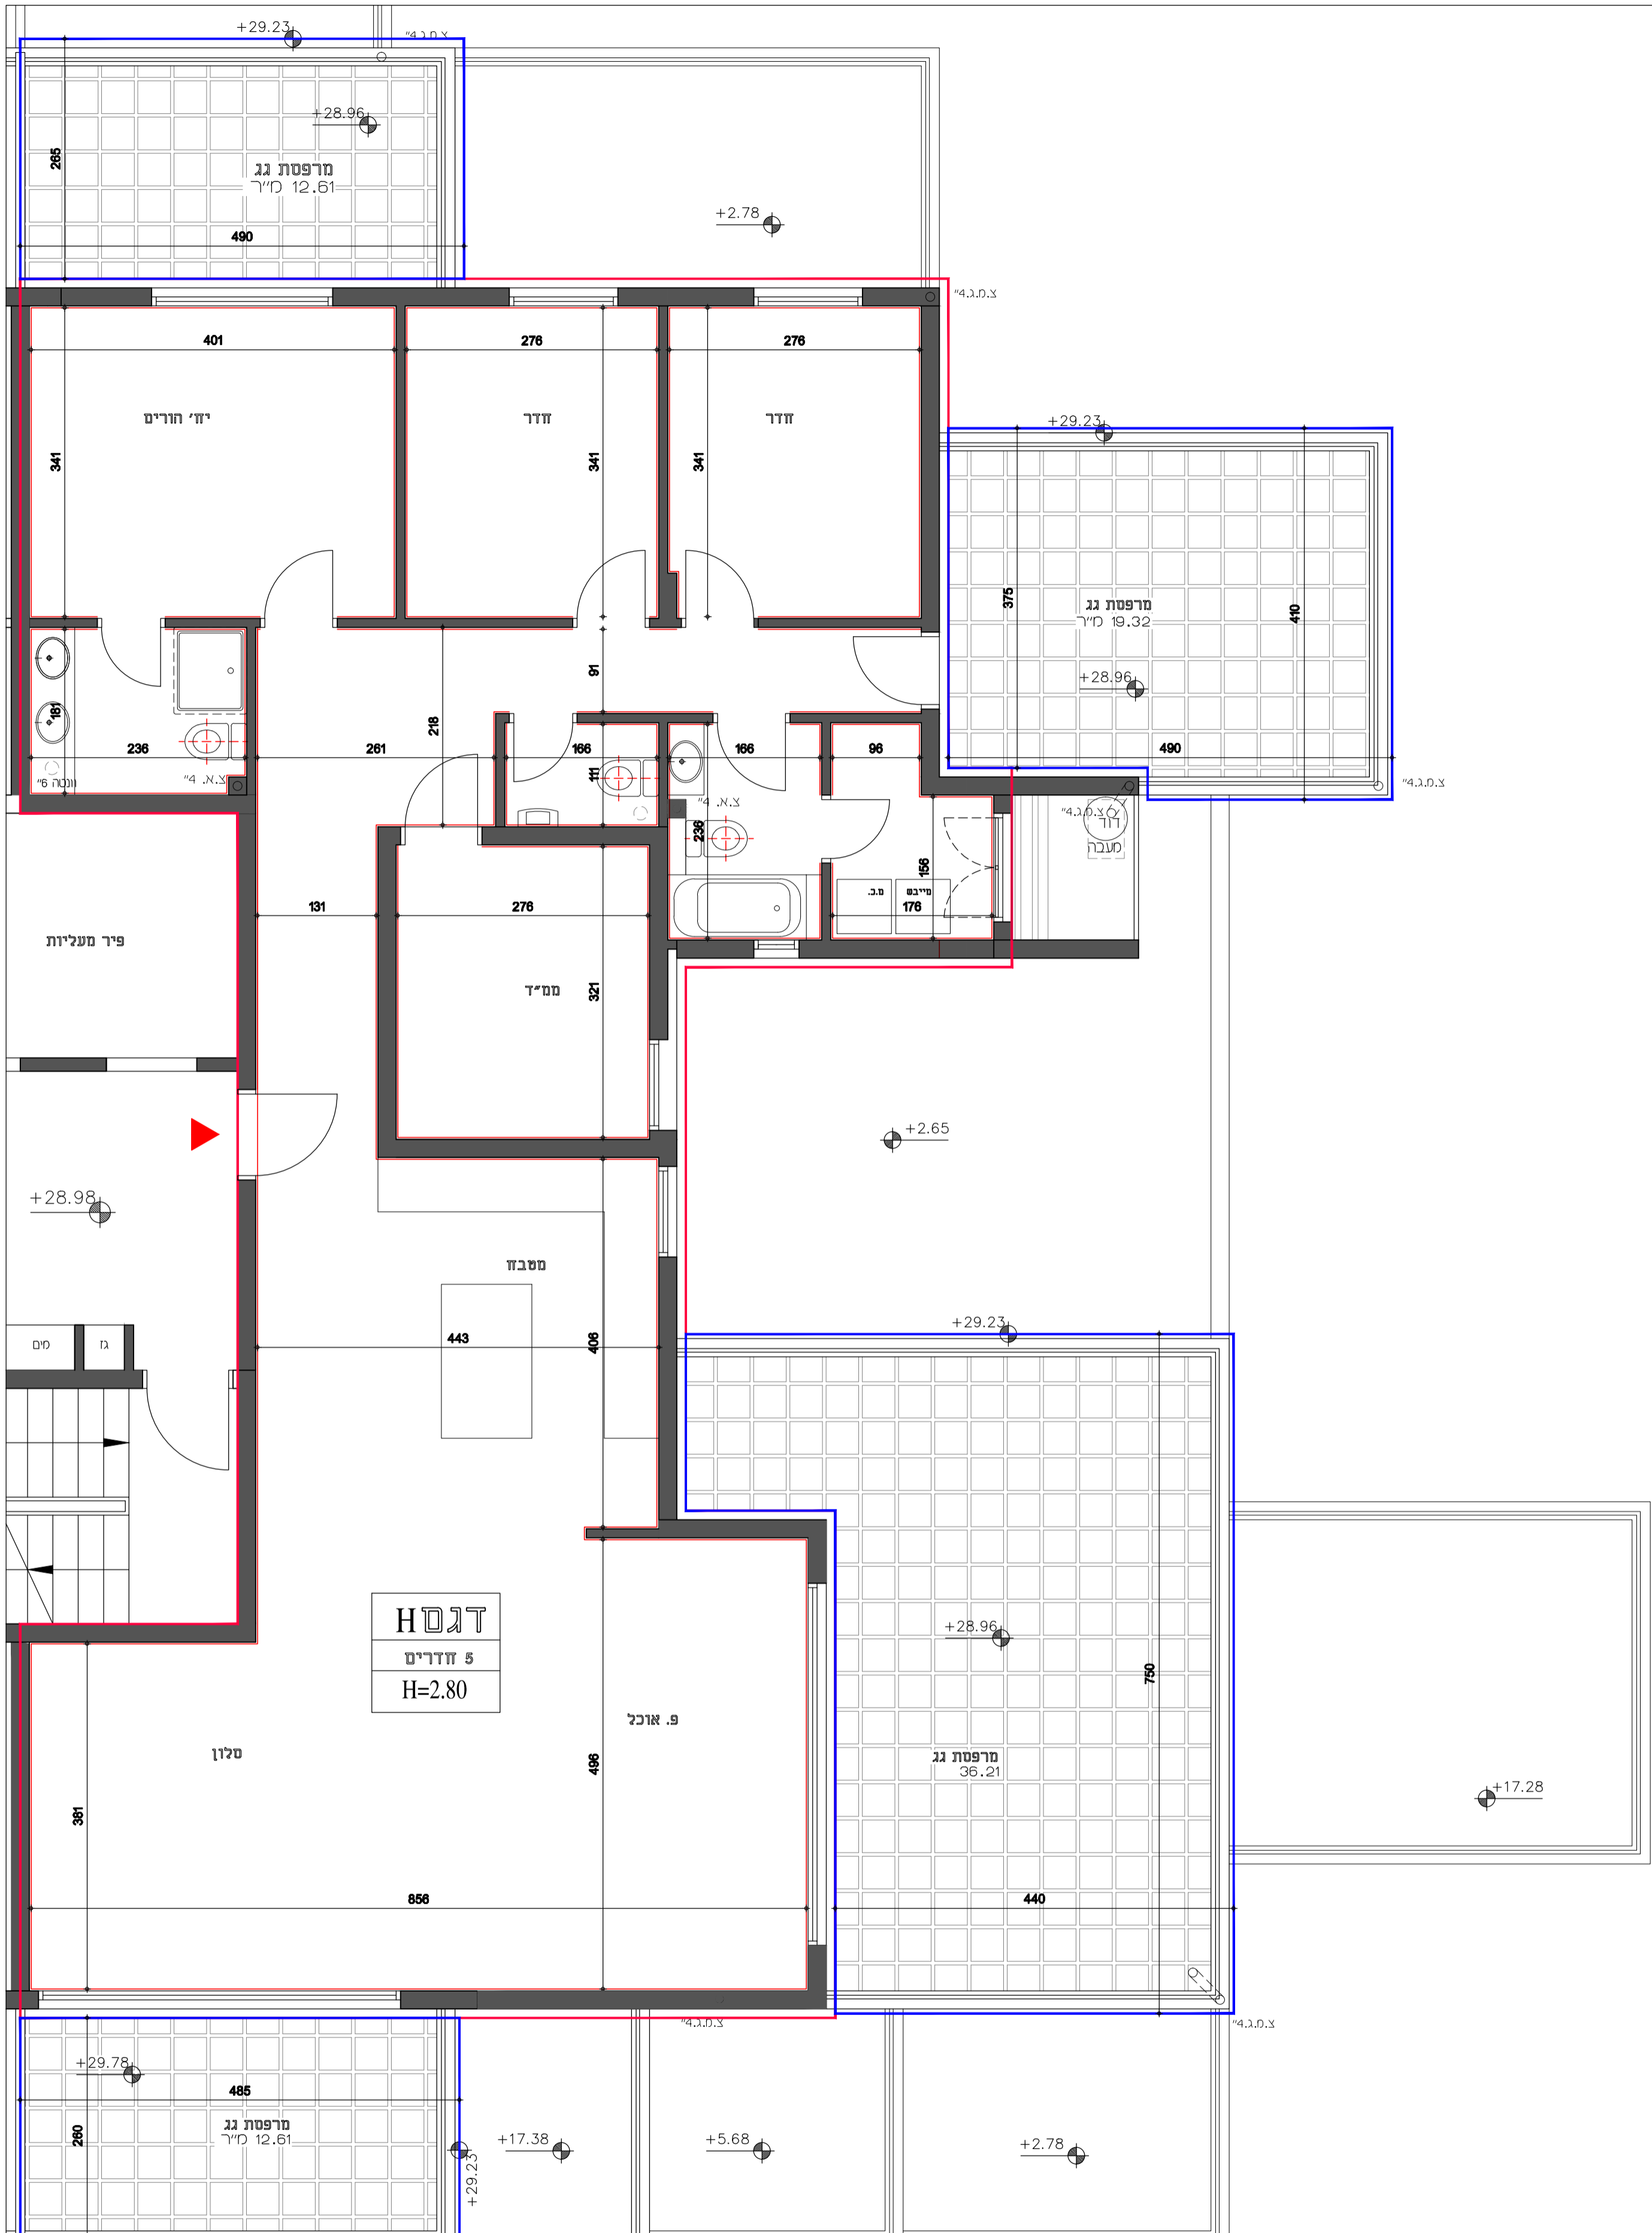 +29.23
צ.מ.ג.4"
+28.96
265
מרפסת גג
12.61 מ"ר
+2.78
490
צ.מ.ג.4"
401
276
276
יח' הורים
חדר
חדר
+29.23
341
341
341
375
מרפסת גג
19.32 מ"ר
410
91
+28.96
181
218
236
261
166
166
96
490
111
צ.א. 4"
וונטה 6"
צ.א. 4"
צ.מ.ג.4"
צ.מ.ג.4"
דוד
מעבה
236
156
מ.כ.
מייבש
131
276
176
פיר מעליות
ממ"ד
321
+2.65
+28.98
מטבח
+29.23
מים
גז
443
406
דגם H
5 חדרים
H=2.80
+28.96
750
פ. אוכל
סלון
496
מרפסת גג
36.21
+17.28
381
856
440
צ.מ.ג.4"
צ.מ.ג.4"
+29.78
485
מרפסת גג
12.61 מ"ר
260
+29.23
+17.38
+5.68
+2.78